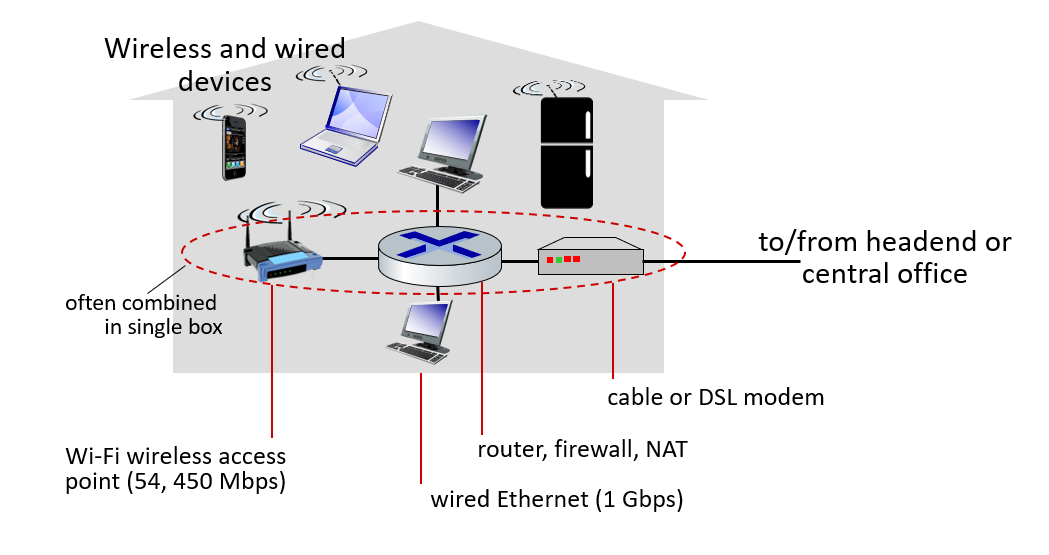 Wireless and wired
devices
to/from headend or
central office
often combined
in single box
cable or DSL modem
router, firewall, NAT
Wi-Fi wireless access
point (54, 450 Mbps)
wired Ethernet (1 Gbps)